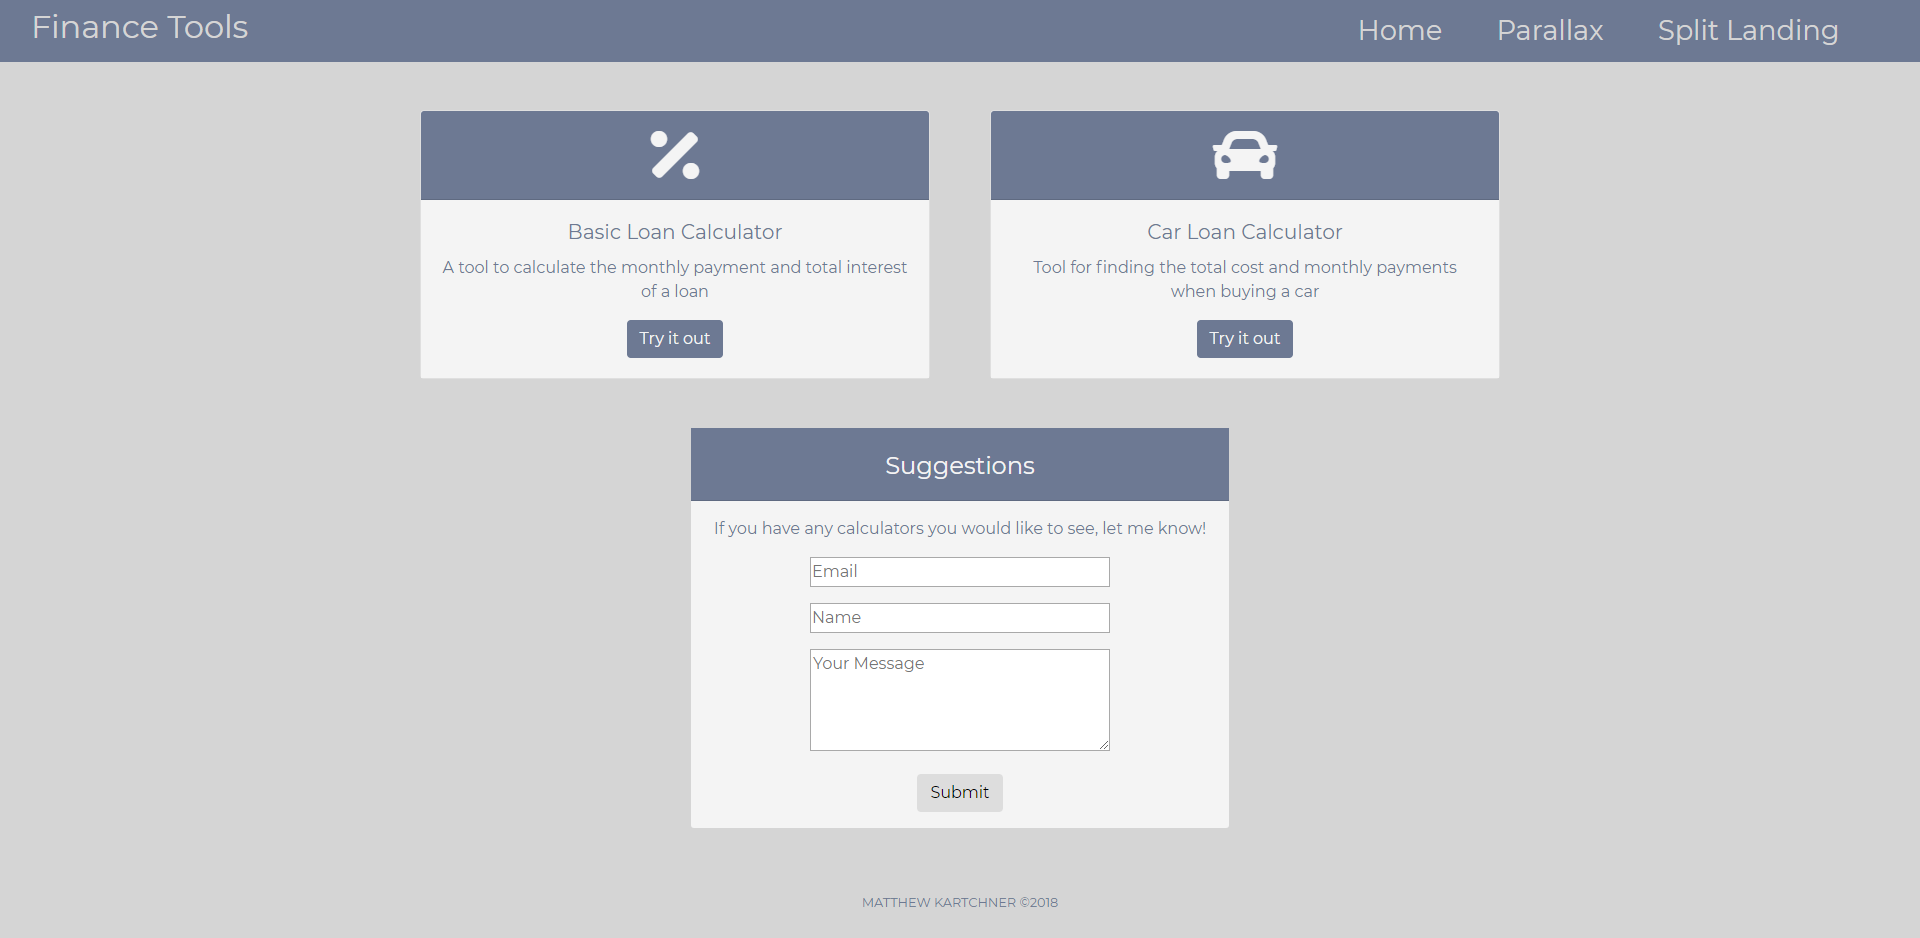 Finance Tools
Home
Parallax
Split Landing
Basic Loan Calculator
A tool to calculate the monthly payment and total interest
of a loan
Try it out
Car Loan Calculator
Tool for finding the total cost and monthly payments
when buying a car
Try it out
Suggestions
If you have any calculators you would like to see, let me know!
Email
Name
Your Message
Submit
MATTHEW KARTCHNER ©2018